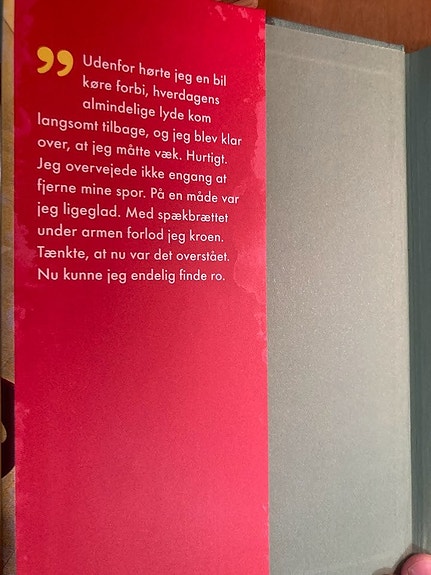 ” Udenfor hørte jeg en bil
køre forbi, hverdagens
almindelige lyde kom
langsomt tilbage, og jeg blev klar
over, at jeg måtte væk. Hurtigt.
Jeg overvejede ikke engang at
fjerne mine spor. På en måde var
jeg ligeglad. Med spækbrættet
under armen forlod jeg kroen.
Tænkte, at nu var det overstået.
Nu kunne jeg endelig finde ro.